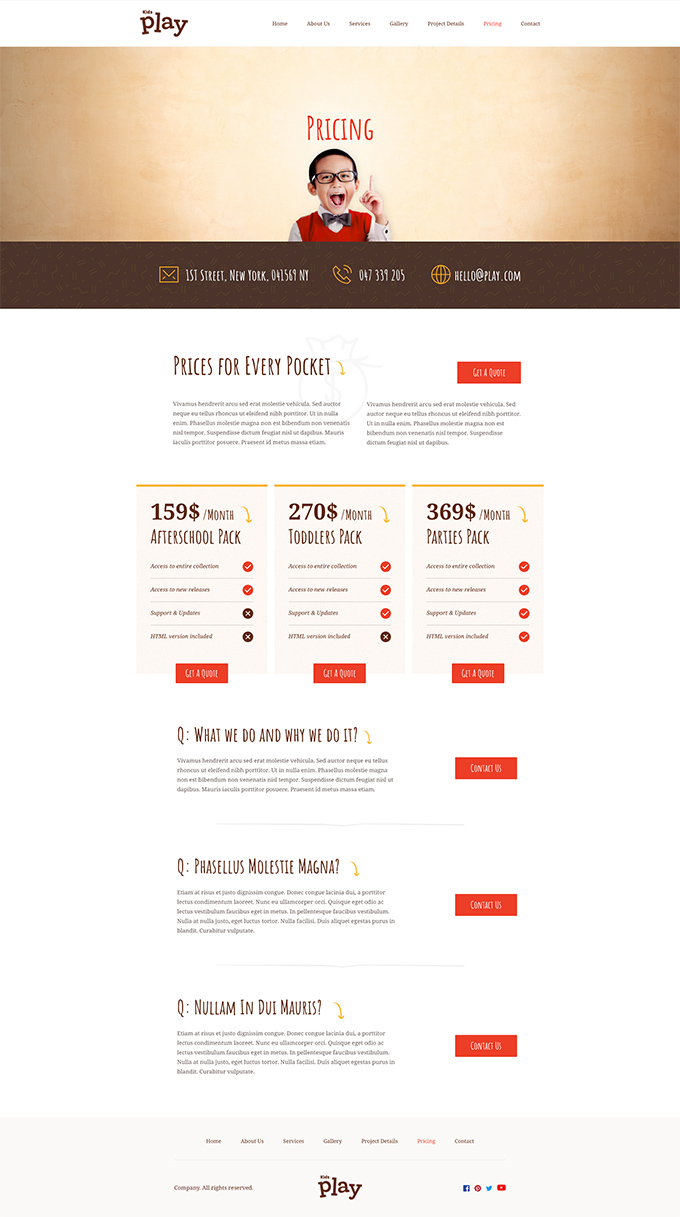 Kids
play
Home About Us Services Gallery Project Details Pricing Contact
Pricing
1st Street, New York, 041569 NY 047 339 205 hello@play.com
Prices for Every Pocket
Get A Quote
Vivamus hendrerit arcu sed erat molestie vehicula. Sed auctor
neque eu tellus rhoncus ut eleifend nibh porttitor. Ut in nulla
enim. Phasellus molestie magna non est bibendum non venenatis
nisl tempor. Suspendisse dictum feugiat nisl ut dapibus. Mauris
iaculis porttitor posuere. Praesent id metus massa etiam.
Vivamus hendrerit arcu sed erat molestie vehicula. Sed
auctor neque eu tellus rhoncus ut eleifend nibh porttitor.
Ut in nulla enim. Phasellus molestie magna non est
bibendum non venenatis nisl tempor. Suspendisse
dictum feugiat nisl ut dapibus.
159$ /Month
Afterschool Pack
Access to entire collection
Access to new releases
Support & Updates
HTML version included
Get A Quote
270$ /Month
Toddlers Pack
Access to entire collection
Access to new releases
Support & Updates
HTML version included
Get A Quote
369$ /Month
Parties Pack
Access to entire collection
Access to new releases
Support & Updates
HTML version included
Get A Quote
Q: What we do and why we do it?
Vivamus hendrerit arcu sed erat molestie vehicula. Sed auctor neque eu tellus
rhoncus ut eleifend nibh porttitor. Ut in nulla enim. Phasellus molestie magna
non est bibendum non venenatis nisl tempor. Suspendisse dictum feugiat nisl ut
dapibus. Mauris iaculis porttitor posuere. Praesent id metus massa etiam.
Contact Us
Q: Phasellus Molestie Magna?
Etiam at risus et justo dignissim congue. Donec congue lacinia dui, a porttitor
lectus condimentum laoreet. Nunc eu ullamcorper orci. Quisque eget odio ac
lectus vestibulum faucibus eget in metus. In pellentesque faucibus vestibulum.
Nulla at nulla justo, eget luctus tortor. Nulla facilisi. Duis aliquet egestas purus in
blandit. Curabitur vulputate.
Contact Us
Q: Nullam In Dui Mauris?
Etiam at risus et justo dignissim congue. Donec congue lacinia dui, a porttitor
lectus condimentum laoreet. Nunc eu ullamcorper orci. Quisque eget odio ac
lectus vestibulum faucibus eget in metus. In pellentesque faucibus vestibulum.
Nulla at nulla justo, eget luctus tortor. Nulla facilisi. Duis aliquet egestas purus in
blandit. Curabitur vulputate.
Contact Us
Home About Us Services Gallery Project Details Pricing Contact
Company. All rights reserved.
Kids
play